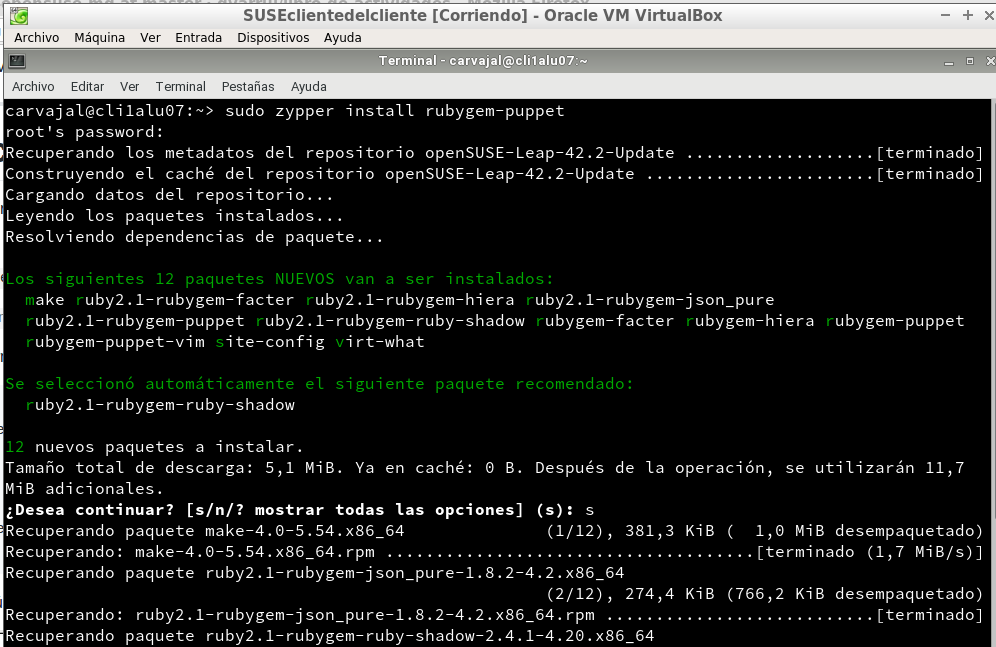 SUSEclientedelcliente [Corriendo] - Oracle VM VirtualBox
Archivo Máquina Ver Entrada Dispositivos Ayuda
Terminal - carvajal@cli1alu07:~
Archivo Editar Ver Terminal Pestañas Ayuda
carvajal@cli1alu07:~> sudo zypper install rubygem-puppet
root's password:
Recuperando los metadatos del repositorio openSUSE-Leap-42.2-Update ...................[terminado]
Construyendo el caché del repositorio openSUSE-Leap-42.2-Update .......................[terminado]
Cargando datos del repositorio...
Leyendo los paquetes instalados...
Resolviendo dependencias de paquete...
Los siguientes 12 paquetes NUEVOS van a ser instalados:
make ruby2.1-rubygem-facter ruby2.1-rubygem-hiera ruby2.1-rubygem-json_pure
ruby2.1-rubygem-puppet ruby2.1-rubygem-ruby-shadow rubygem-facter rubygem-hiera rubygem-puppet
rubygem-puppet-vim site-config virt-what
Se seleccionó automáticamente el siguiente paquete recomendado:
ruby2.1-rubygem-ruby-shadow
12 nuevos paquetes a instalar.
Tamaño total de descarga: 5,1 MiB. Ya en caché: 0 B. Después de la operación, se utilizarán 11,7
MiB adicionales.
¿Desea continuar? [s/n/? mostrar todas las opciones] (s): s
Recuperando paquete make-4.0-5.54.x86_64 (1/12), 381,3 KiB ( 1,0 MiB desempaquetado)
Recuperando: make-4.0-5.54.x86_64.rpm .....................................[terminado (1,7 MiB/s)]
Recuperando paquete ruby2.1-rubygem-json_pure-1.8.2-4.2.x86_64
(2/12), 274,4 KiB (766,2 KiB desempaquetado)
Recuperando: ruby2.1-rubygem-json_pure-1.8.2-4.2.x86_64.rpm ...........................[terminado]
Recuperando paquete ruby2.1-rubygem-ruby-shadow-2.4.1-4.20.x86_64